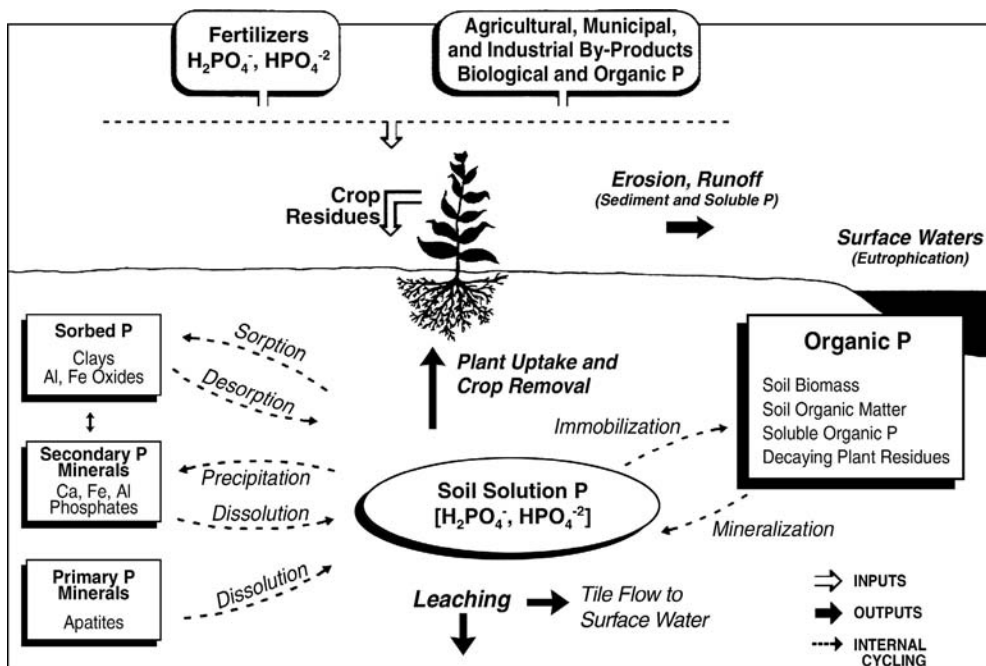 Fertilizers
H₂PO₄⁻, HPO₄⁻²
Agricultural, Municipal,
and Industrial By-Products
Biological and Organic P
Crop
Residues
Erosion, Runoff
(Sediment and Soluble P)
Surface Waters
(Eutrophication)
Sorbed P
Clays
Al, Fe Oxides
Sorption
Desorption
Plant Uptake and
Crop Removal
Organic P
Soil Biomass
Soil Organic Matter
Soluble Organic P
Decaying Plant Residues
Immobilization
Mineralization
Secondary P
Minerals
Ca, Fe, Al
Phosphates
Precipitation
Dissolution
Soil Solution P
[H₂PO₄⁻, HPO₄⁻²]
Primary P
Minerals
Apatites
Dissolution
Leaching
Tile Flow to
Surface Water
INPUTS
OUTPUTS
INTERNAL
CYCLING